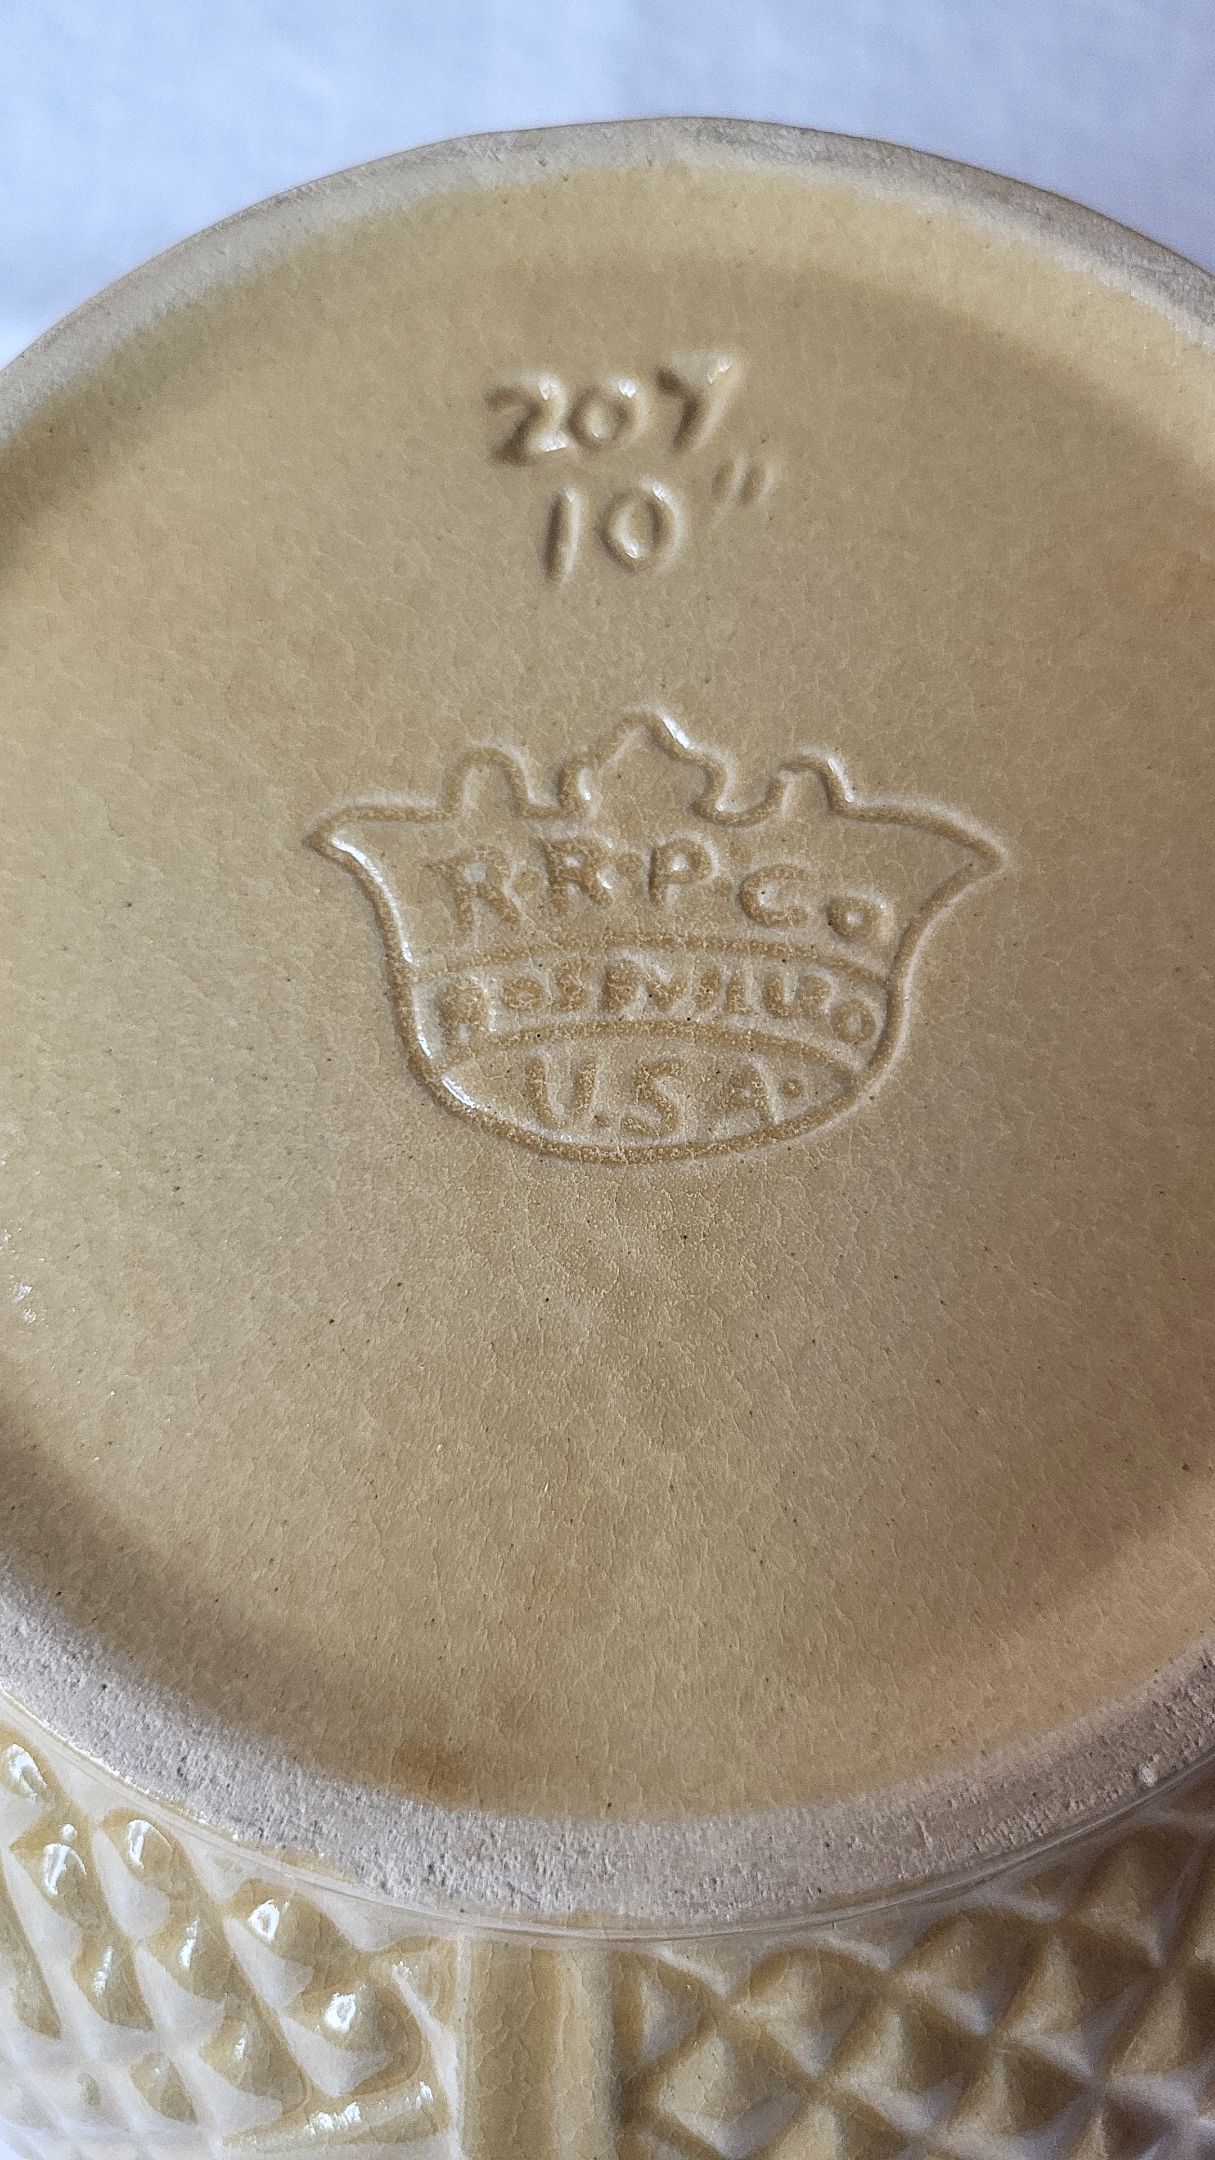 207
10"
R.R.P.Co
ROSEVILLE O
U.S.A.